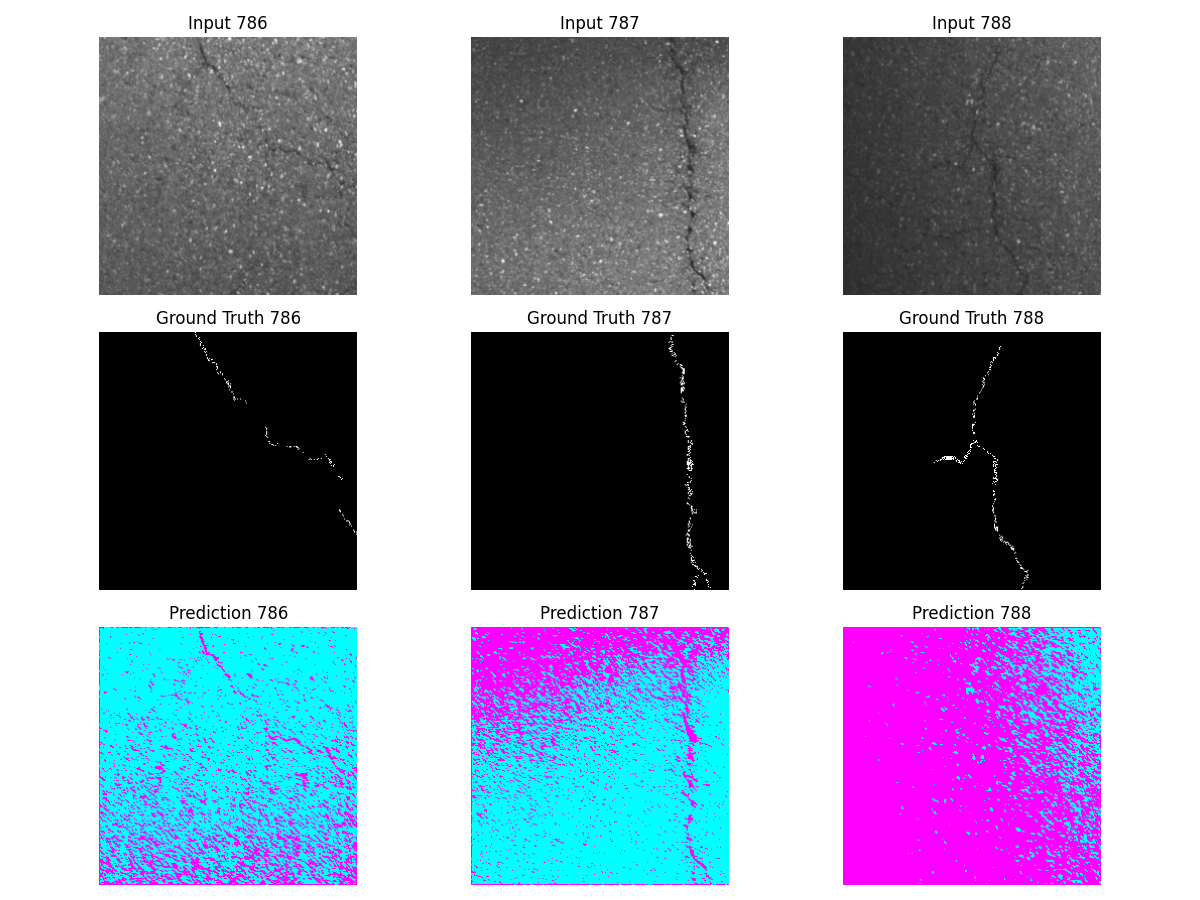 Input 786
Input 787
Input 788
Ground Truth 786
Ground Truth 787
Ground Truth 788
Prediction 786
Prediction 787
Prediction 788